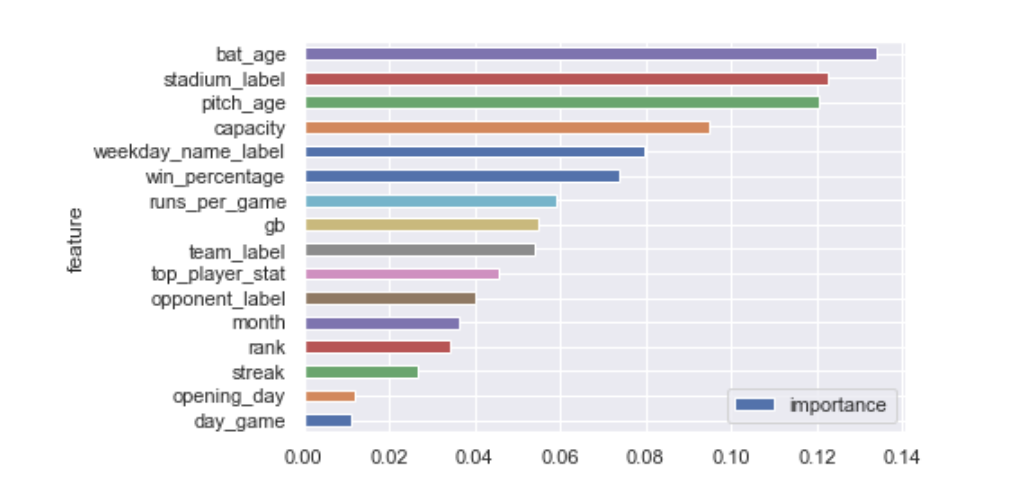 bat_age
stadium_label
pitch_age
capacity
weekday_name_label
win_percentage
runs_per_game
gb
team_label
top_player_stat
opponent_label
month
rank
streak
opening_day
day_game
feature
importance
0.00 0.02 0.04 0.06 0.08 0.10 0.12 0.14